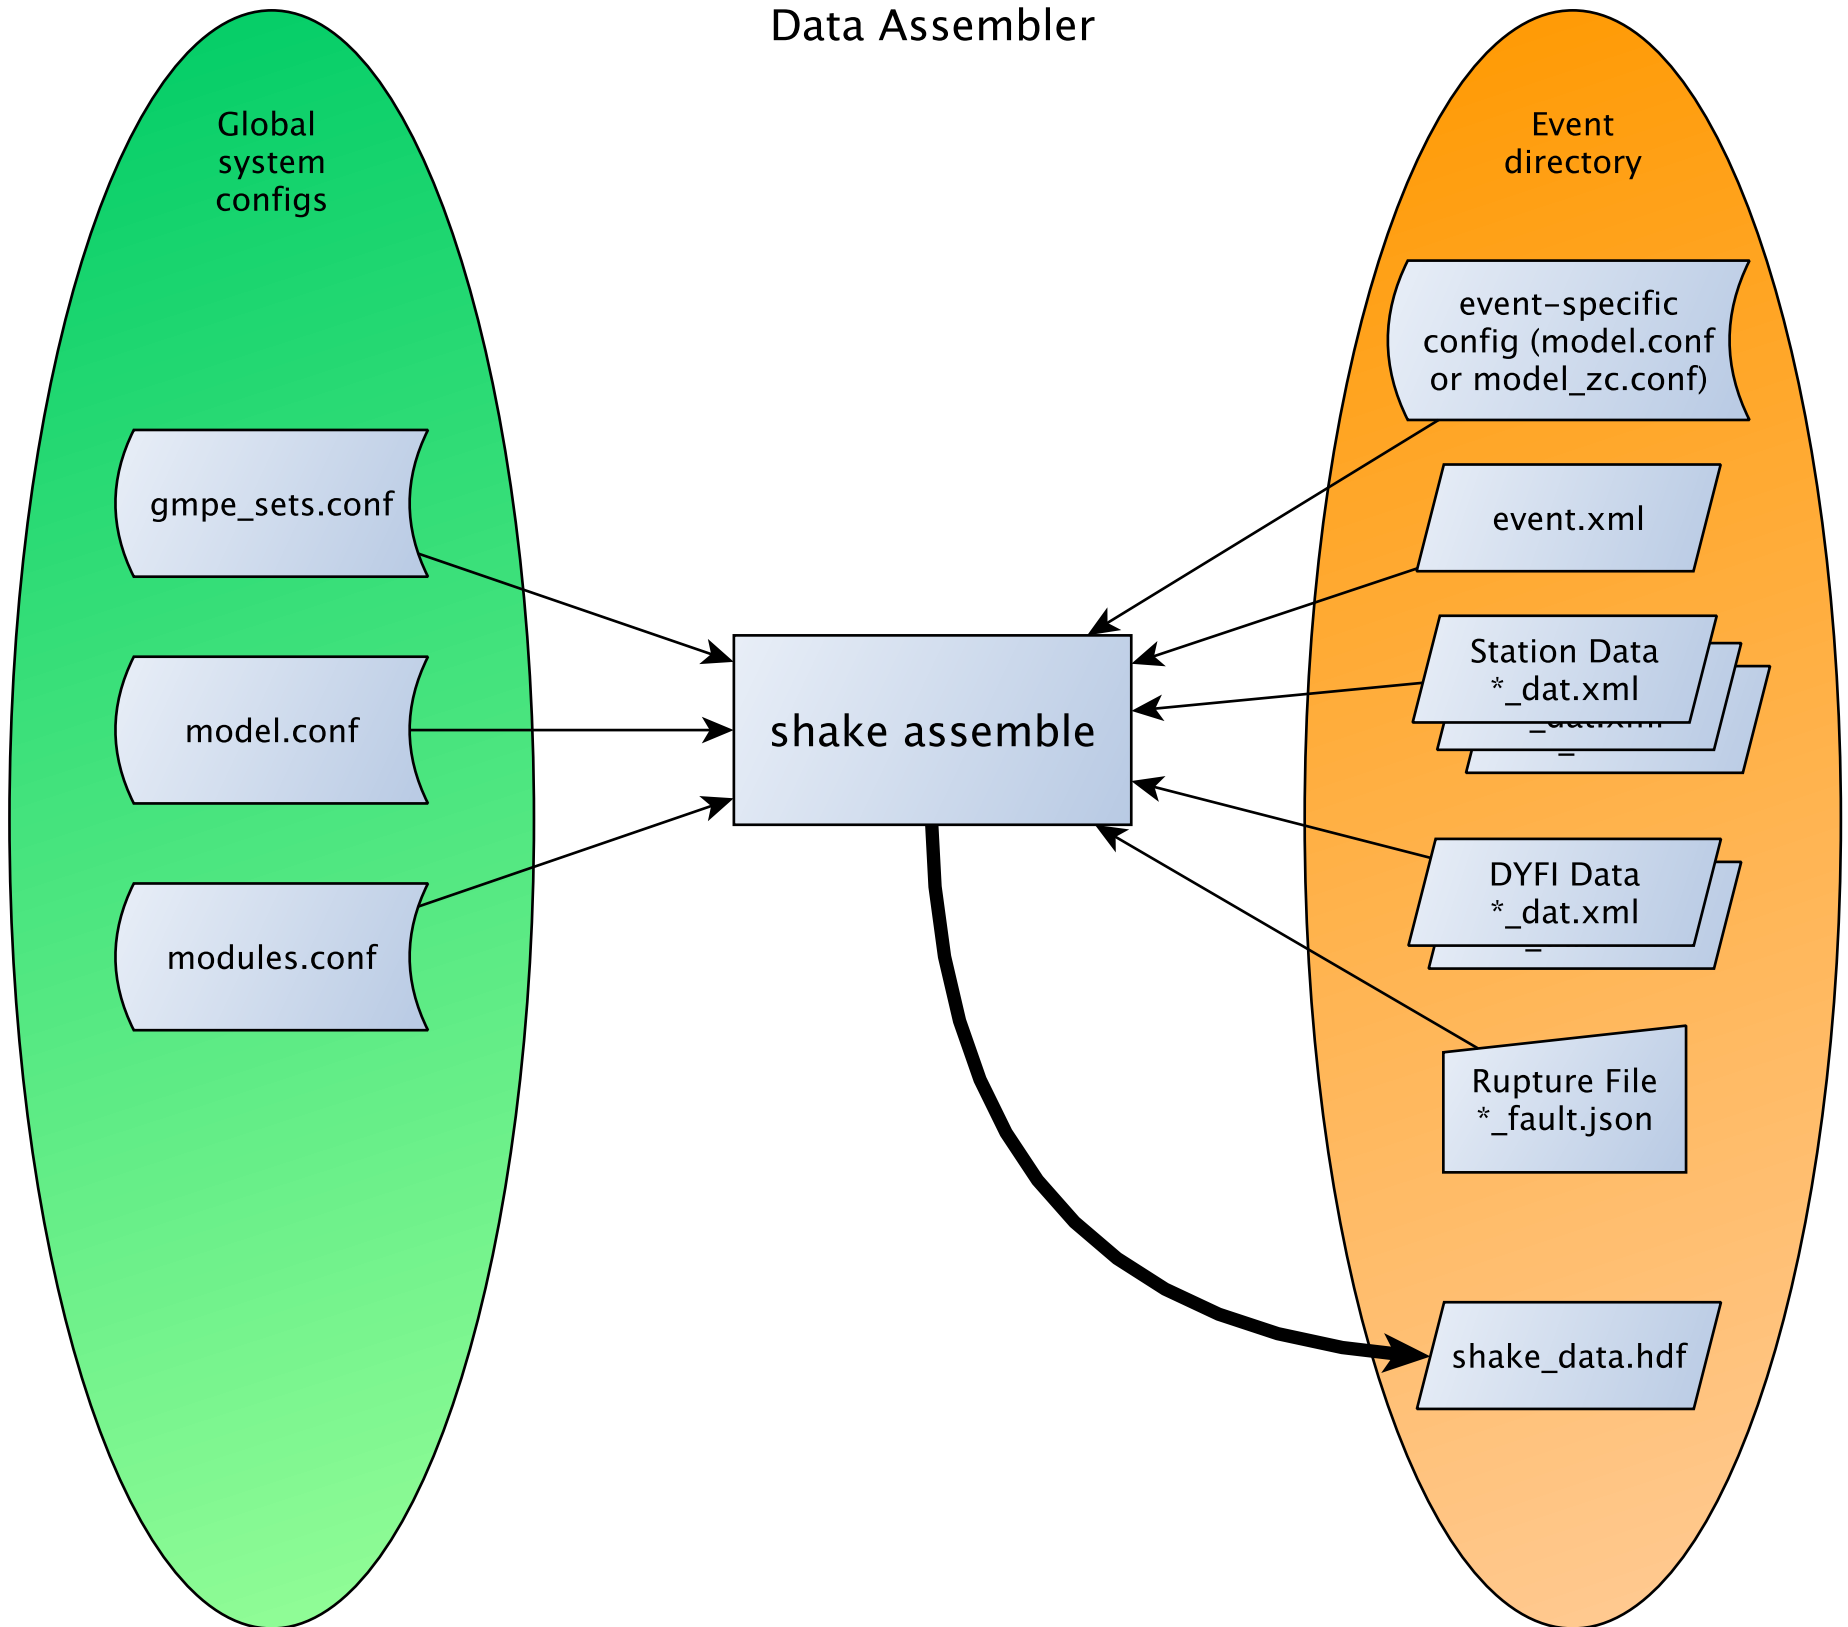 Data Assembler
Global
system
configs
gmpe_sets.conf
model.conf
modules.conf
shake assemble
Event
directory
event-specific
config (model.conf
or model_zc.conf)
event.xml
Station Data
*_dat.xml
DYFI Data
*_dat.xml
Rupture File
*_fault.json
shake_data.hdf